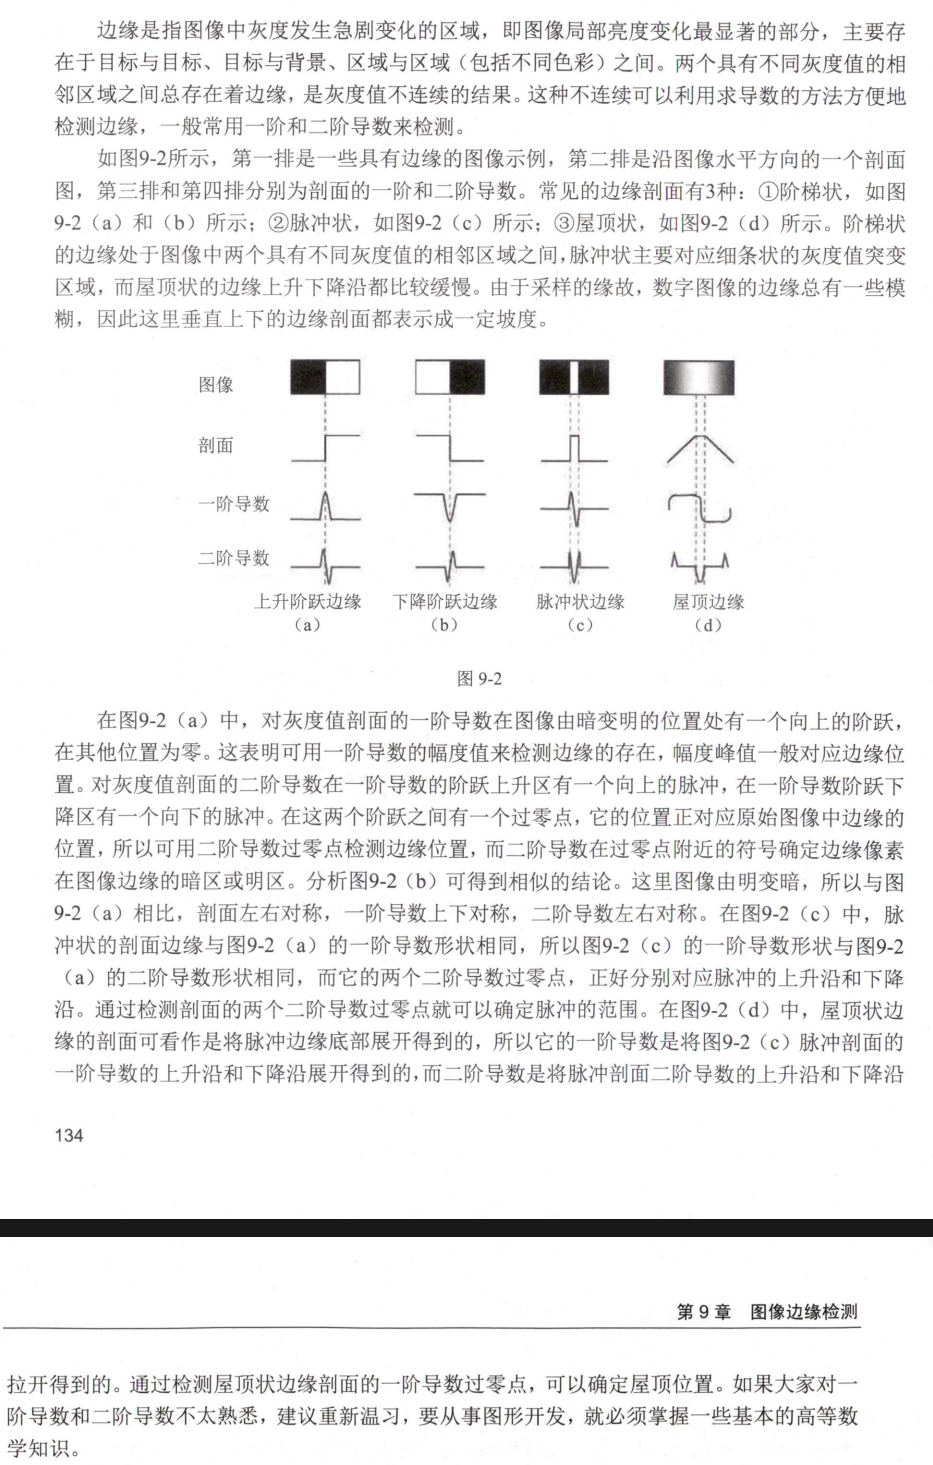 边缘是指图像中灰度发生急剧变化的区域，即图像局部亮度变化最显著的部分，主要存
在于目标与目标、目标与背景、区域与区域（包括不同色彩）之间。两个具有不同灰度值的相
邻区域之间总存在着边缘，是灰度值不连续的结果。这种不连续可以利用求导数的方法方便地
检测边缘，一般常用一阶和二阶导数来检测。
如图9-2所示，第一排是一些具有边缘的图像示例，第二排是沿图像水平方向的一个剖面
图，第三排和第四排分别为剖面的一阶和二阶导数。常见的边缘剖面有3种：①阶梯状，如图
9-2（a）和（b）所示；②脉冲状，如图9-2（c）所示；③屋顶状，如图9-2（d）所示。阶梯状
的边缘处于图像中两个具有不同灰度值的相邻区域之间，脉冲状主要对应细条状的灰度值突变
区域，而屋顶状的边缘上升下降沿都比较缓慢。由于采样的缘故，数字图像的边缘总有一些模
糊，因此这里垂直上下的边缘剖面都表示成一定坡度。
图像
剖面
一阶导数
二阶导数
上升阶跃边缘 下降阶跃边缘 脉冲状边缘 屋顶边缘
（a） （b） （c） （d）
图 9-2
在图9-2（a）中，对灰度值剖面的一阶导数在图像由暗变明的位置处有一个向上的阶跃，
在其他位置为零。这表明可用一阶导数的幅度值来检测边缘的存在，幅度峰值一般对应边缘位
置。对灰度值剖面的二阶导数在一阶导数的阶跃上升区有一个向上的脉冲，在一阶导数阶跃下
降区有一个向下的脉冲。在这两个阶跃之间有一个过零点，它的位置正对应原始图像中边缘的
位置，所以可用二阶导数过零点检测边缘位置，而二阶导数在过零点附近的符号确定边缘像素
在图像边缘的暗区或明区。分析图9-2（b）可得到相似的结论。这里图像由明变暗，所以与图
9-2（a）相比，剖面左右对称，一阶导数上下对称，二阶导数左右对称。在图9-2（c）中，脉
冲状的剖面边缘与图9-2（a）的一阶导数形状相同，所以图9-2（c）的一阶导数形状与图9-2
（a）的二阶导数形状相同，而它的两个二阶导数过零点，正好分别对应脉冲的上升沿和下降
沿。通过检测剖面的两个二阶导数过零点就可以确定脉冲的范围。在图9-2（d）中，屋顶状边
缘的剖面可看作是将脉冲边缘底部展开得到的，所以它的一阶导数是将图9-2（c）脉冲剖面的
一阶导数的上升沿和下降沿展开得到的，而二阶导数是将脉冲剖面二阶导数的上升沿和下降沿
134
第 9 章 图像边缘检测
拉开得到的。通过检测屋顶状边缘剖面的一阶导数过零点，可以确定屋顶位置。如果大家对一
阶导数和二阶导数不太熟悉，建议重新温习，要从事图形开发，就必须掌握一些基本的高等数
学知识。